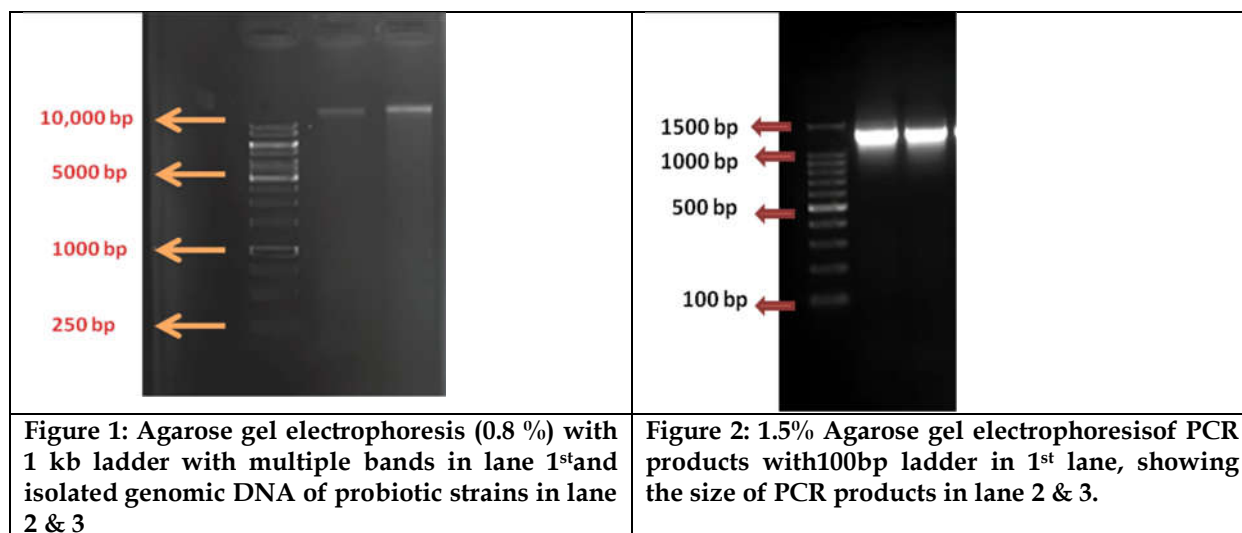 10,000 bp
5000 bp
1000 bp
250 bp
Figure 1: Agarose gel electrophoresis (0.8 %) with
1 kb ladder with multiple bands in lane 1stand
isolated genomic DNA of probiotic strains in lane
2 & 3
1500 bp
1000 bp
500 bp
100 bp
Figure 2: 1.5% Agarose gel electrophoresisof PCR
products with100bp ladder in 1st lane, showing
the size of PCR products in lane 2 & 3.